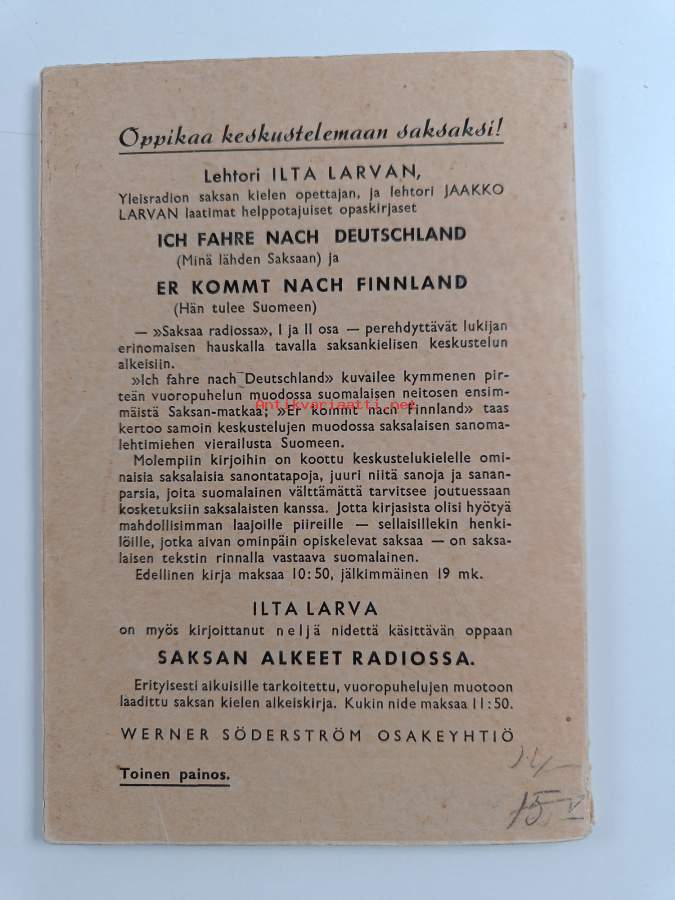 Oppikaa keskustelemaan saksaksi!
Lehtori ILTA LARVAN,
Yleisradion saksan kielen opettajan, ja lehtori JAAKKO
LARVAN laatimat helppotajuiset opaskirjaset
ICH FAHRE NACH DEUTSCHLAND
(Minä lähden Saksaan) ja
ER KOMMT NACH FINNLAND
(Hän tulee Suomeen)
— »Saksaa radiossa», I ja II osa — perehdyttävät lukijan
erinomaisen hauskalla tavalla saksankielisen keskustelun
alkeisiin.
»Ich fahre nach Deutschland» kuvailee kymmenen pir-
teän vuoropuhelun muodossa suomalaisen neitosen ensim-
mäistä Saksan-matkaa; »Er kommt nach Finnland» taas
Antikvariaatti.net
kertoo samoin keskustelujen muodossa saksalaisen sanoma-
lehtimiehen vierailusta Suomeen.
Molempiin kirjoihin on koottu keskustelukielelle omi-
naisia saksalaisia sanontatapoja, juuri niitä sanoja ja sanan-
parsia, joita suomalainen välttämättä tarvitsee joutuessaan
kosketuksiin saksalaisten kanssa. Jotta kirjasista olisi hyötyä
mahdollisimman laajoille piireille — sellaisillekin henki-
löille, jotka aivan ominpäin opiskelevat saksaa — on saksa-
laisen tekstin rinnalla vastaava suomalainen.
Edellinen kirja maksaa 10:50, jälkimmäinen 19 mk.
ILTA LARVA
on myös kirjoittanut neljä nidettä käsittävän oppaan
SAKSAN ALKEET RADIOSSA.
Erityisesti aikuisille tarkoitettu, vuoropuhelujen muotoon
laadittu saksan kielen alkeiskirja. Kukin nide maksaa 11:50.
WERNER SÖDERSTRÖM OSAKEYHTIÖ
Toinen painos.